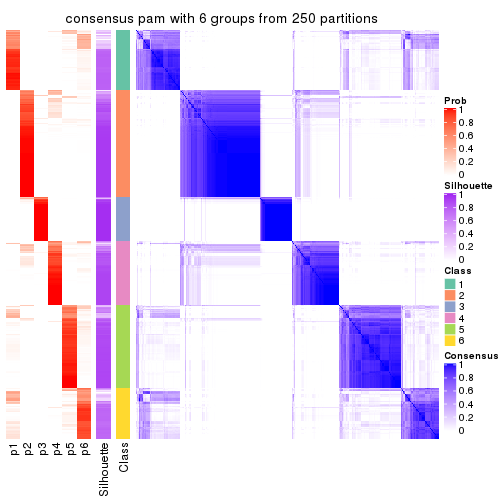 consensus pam with 6 groups from 250 partitions
Prob
1
0.8
0.6
0.4
0.2
0
Silhouette
1
0.8
0.6
0.4
0.2
0
Class
1
2
3
4
5
6
Consensus
1
0.8
0.6
0.4
0.2
0
p1
p2
p3
p4
p5
p6
Silhouette
Class